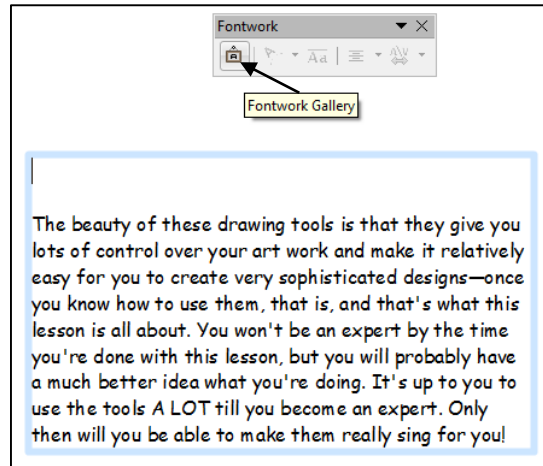 Fontwork
Aa
Fontwork Gallery
The beauty of these drawing tools is that they give you
lots of control over your art work and make it relatively
easy for you to create very sophisticated designs—once
you know how to use them, that is, and that's what this
lesson is all about. You won't be an expert by the time
you're done with this lesson, but you will probably have
a much better idea what you're doing. It's up to you to
use the tools A LOT till you become an expert. Only
then will you be able to make them really sing for you!